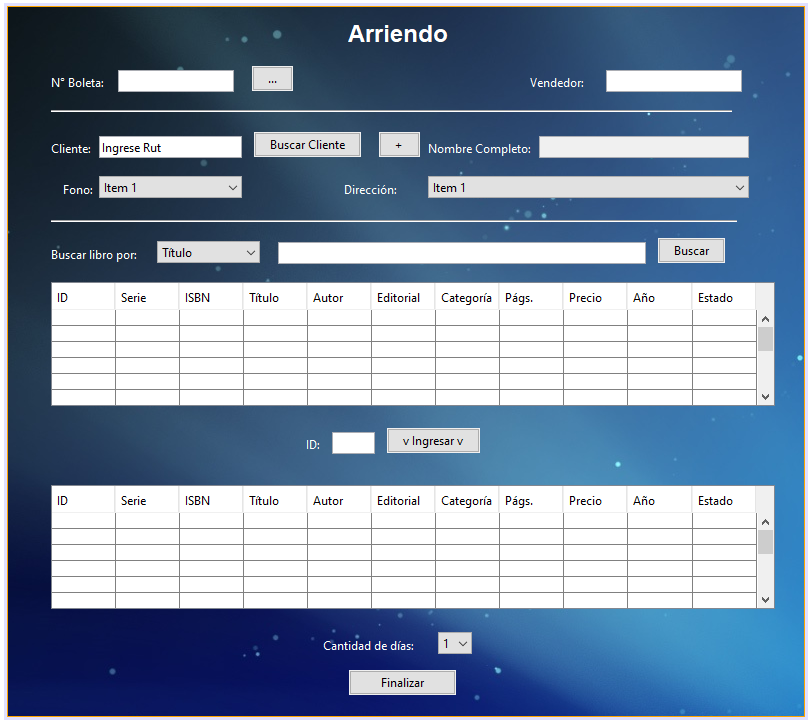 Arriendo
N° Boleta: ... Vendedor:
Cliente: Ingrese Rut Buscar Cliente + Nombre Completo:
Fono: Item 1 Dirección: Item 1
Buscar libro por: Título Buscar
ID Serie ISBN Título Autor Editorial Categoría Págs. Precio Año Estado
ID: v Ingresar v
ID Serie ISBN Título Autor Editorial Categoría Págs. Precio Año Estado
Cantidad de días: 1
Finalizar